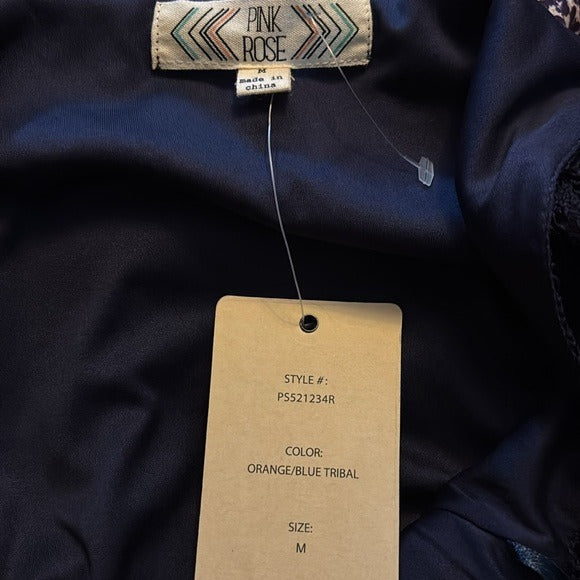 PINK
ROSE
M
made in
china
STYLE #:
PS521234R
COLOR:
ORANGE/BLUE TRIBAL
SIZE:
M